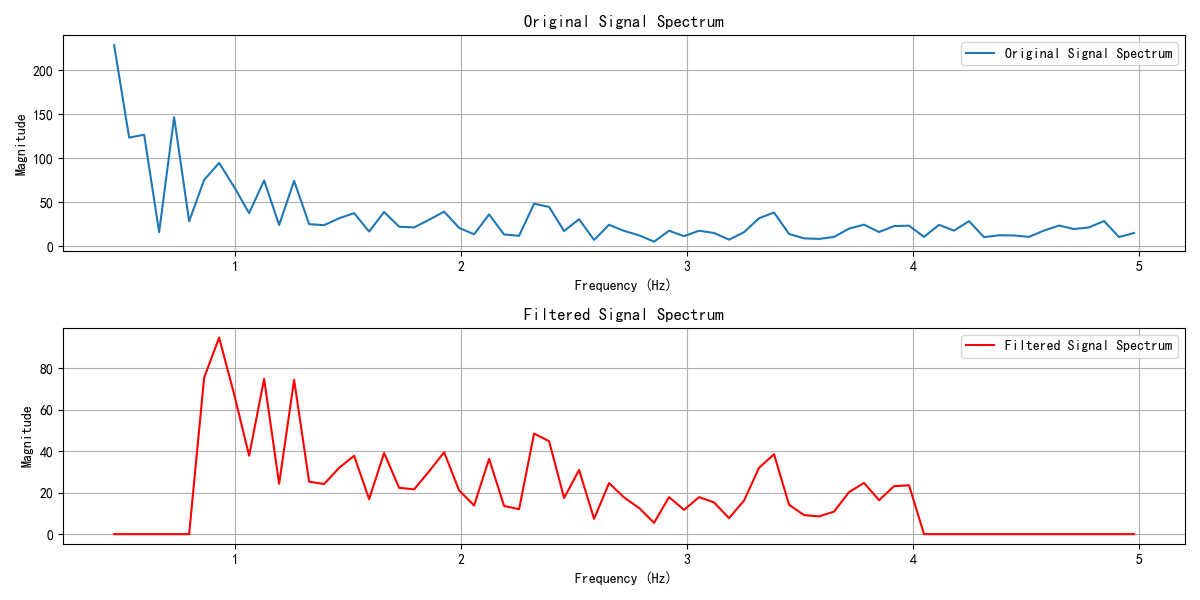 Original Signal Spectrum
Original Signal Spectrum
Magnitude
200
150
100
50
0
1 2 3 4 5
Frequency (Hz)
Filtered Signal Spectrum
Filtered Signal Spectrum
Magnitude
80
60
40
20
0
1 2 3 4 5
Frequency (Hz)